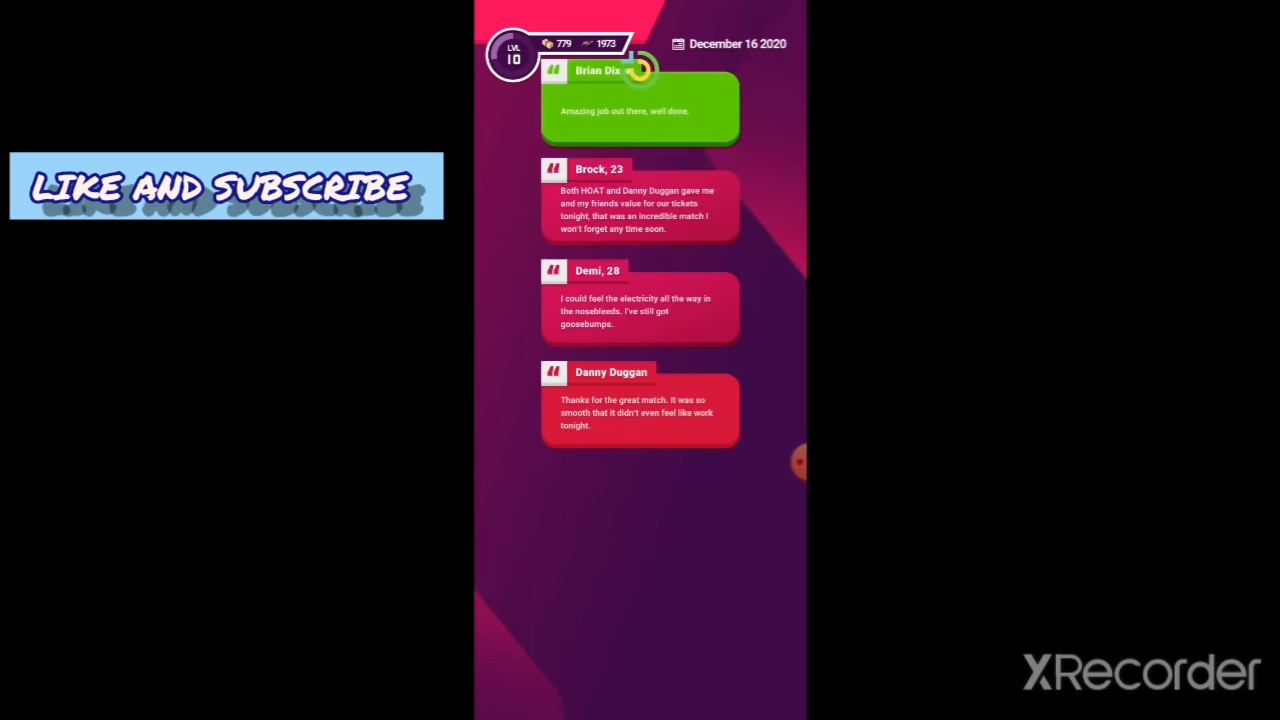 LVL
10
779
1973
December 16 2020
LIKE AND SUBSCRIBE
Brian Dixon
Amazing job out there, well done.
Brock, 23
Both HOAT and Danny Duggan gave me
and my friends value for our tickets
tonight, that was an incredible match I
won't forget any time soon.
Demi, 28
I could feel the electricity all the way in
the nosebleeds. I've still got
goosebumps.
Danny Duggan
Thanks for the great match. It was so
smooth that it didn't even feel like work
tonight.
XRecorder